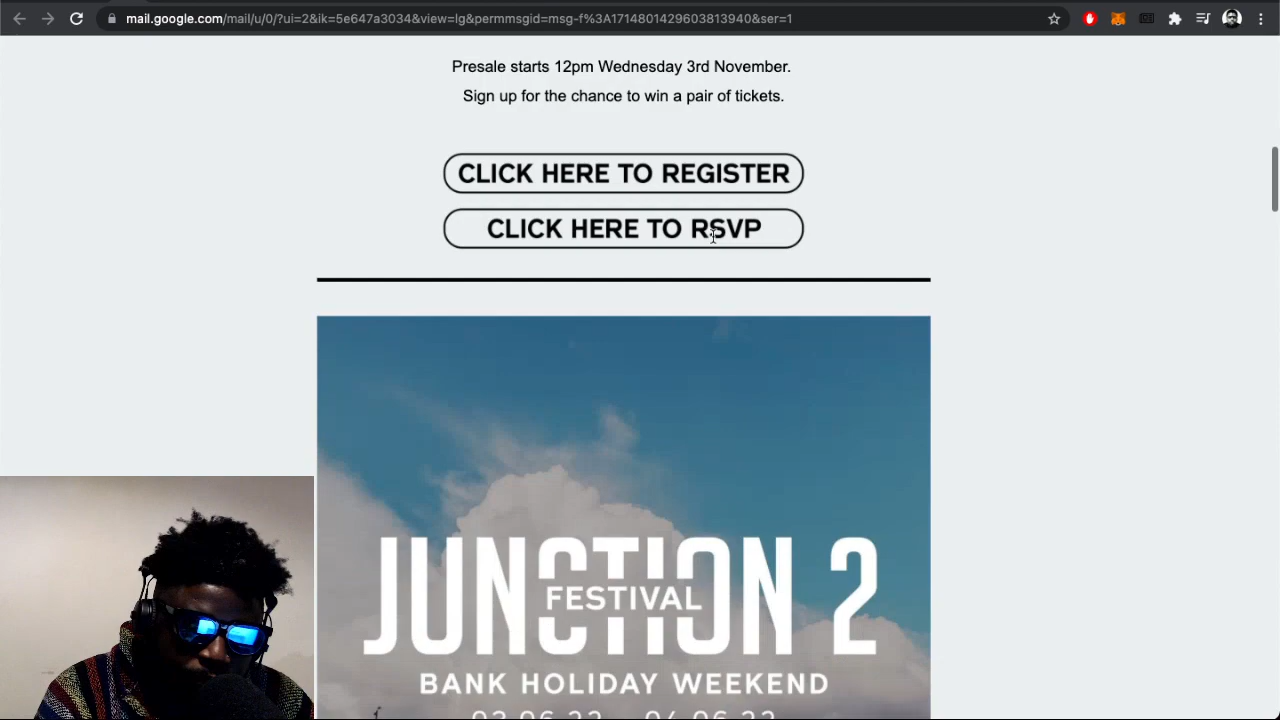 mail.google.com/mail/u/0/?ui=2&ik=5e647a3034&view=lg&permmsgid=msg-f%3A1714801429603813940&ser=1
Presale starts 12pm Wednesday 3rd November.
Sign up for the chance to win a pair of tickets.
CLICK HERE TO REGISTER
CLICK HERE TO RSVP
JUNCTION 2
FESTIVAL
BANK HOLIDAY WEEKEND